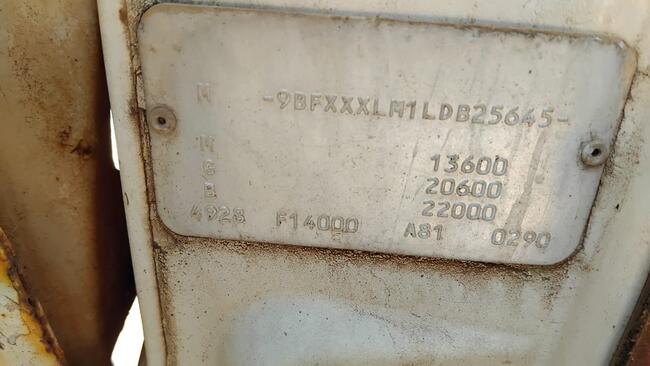 M -9BFXXXLM1LDB25645-
M 13600
G 20600
B 22000
4928 F14000 A81 0290